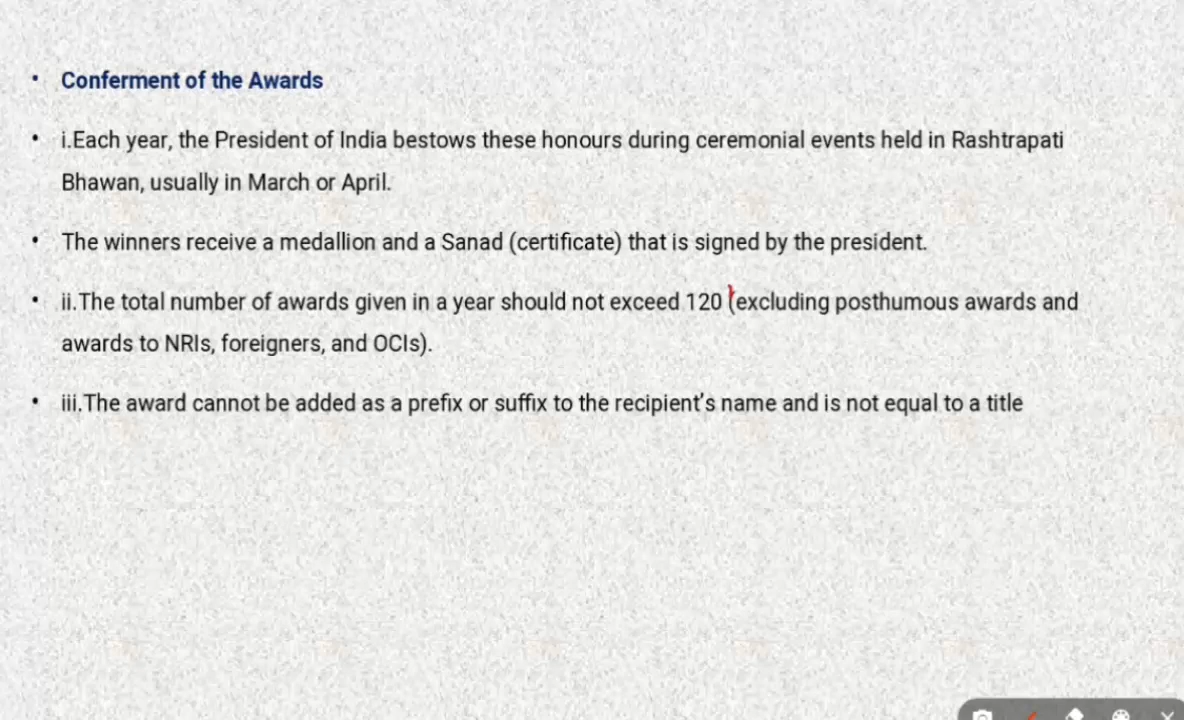 • Conferment of the Awards
• i.Each year, the President of India bestows these honours during ceremonial events held in Rashtrapati
Bhawan, usually in March or April.
• The winners receive a medallion and a Sanad (certificate) that is signed by the president.
• ii.The total number of awards given in a year should not exceed 120 (excluding posthumous awards and
awards to NRIs, foreigners, and OCIs).
• iii.The award cannot be added as a prefix or suffix to the recipient's name and is not equal to a title